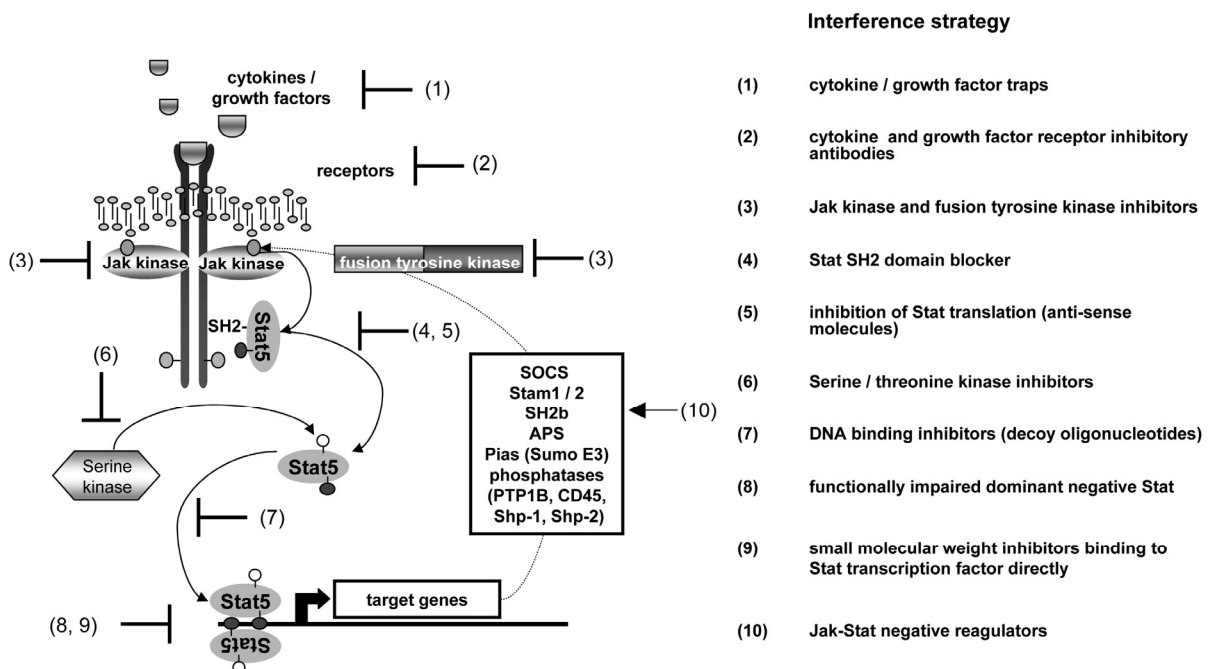 Interference strategy
cytokines /
growth factors
(1)
receptors
(2)
(3)
Jak kinase
Jak kinase
fusion tyrosine kinase
(3)
SH2-
Stat5
(4, 5)
(6)
SOCS
Stam1 / 2
SH2b
APS
Pias (Sumo E3)
phosphatases
(PTP1B, CD45,
Shp-1, Shp-2)
(10)
Serine
kinase
Stat5
(7)
Stat5
Stat5
target genes
(8, 9)
(1) cytokine / growth factor traps
(2) cytokine and growth factor receptor inhibitory
antibodies
(3) Jak kinase and fusion tyrosine kinase inhibitors
(4) Stat SH2 domain blocker
(5) inhibition of Stat translation (anti-sense
molecules)
(6) Serine / threonine kinase inhibitors
(7) DNA binding inhibitors (decoy oligonucleotides)
(8) functionally impaired dominant negative Stat
(9) small molecular weight inhibitors binding to
Stat transcription factor directly
(10) Jak-Stat negative reagulators